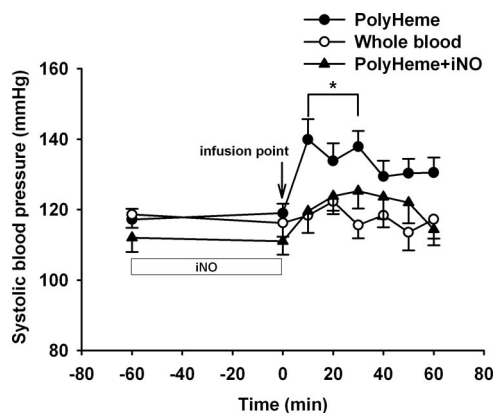 PolyHeme
Whole blood
PolyHeme+iNO
Systolic blood pressure (mmHg)
160
140
120
100
80
*
infusion point
iNO
-60 -40 -20 0 20 40 60 80
Time (min)